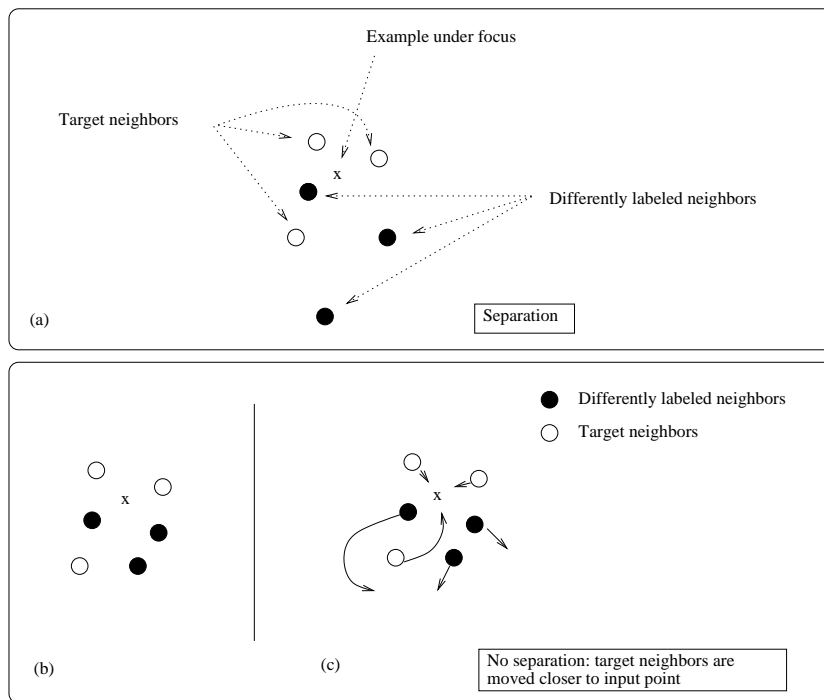 Example under focus
Target neighbors
x
Differently labeled neighbors
(a)
Separation
Differently labeled neighbors
Target neighbors
x
x
(b)
(c)
No separation: target neighbors are
moved closer to input point